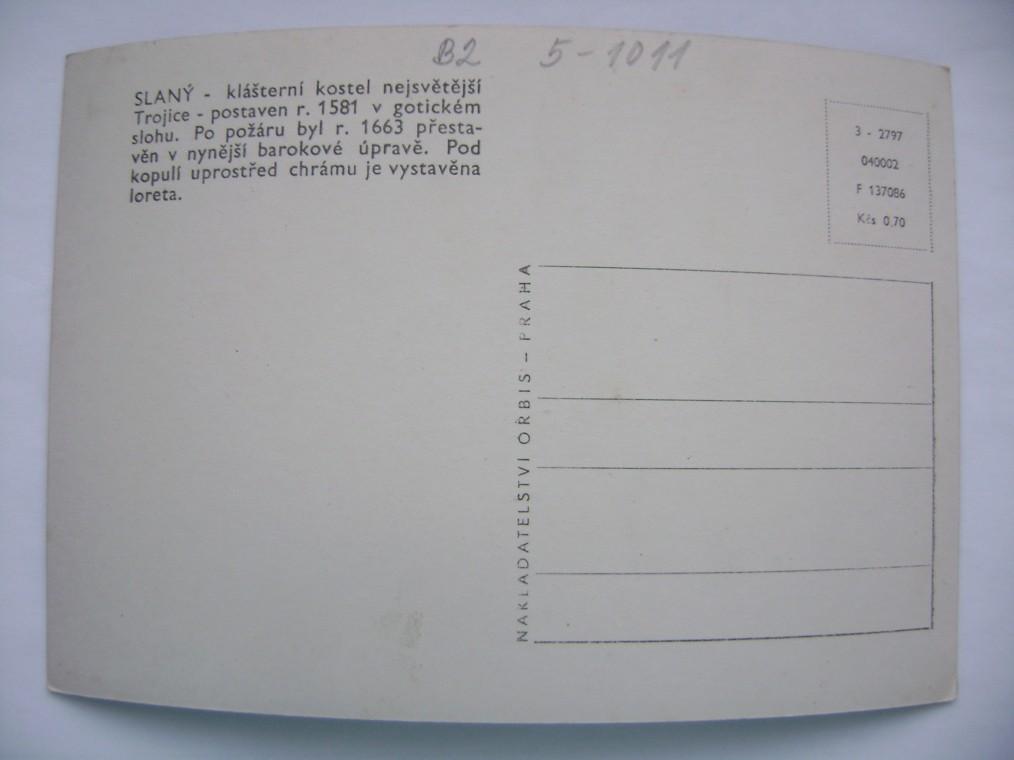 B2 5-1011
SLANÝ - klášterní kostel nejsvětější
Trojice - postaven r. 1581 v gotickém
slohu. Po požáru byl r. 1663 přesta-
věn v nynější barokové úpravě. Pod
kopulí uprostřed chrámu je vystavěna
loreta.
3 - 2797
040002
F 137086
Kčs 0,70
NAKLADATELSTVÍ ORBIS - PRAHA